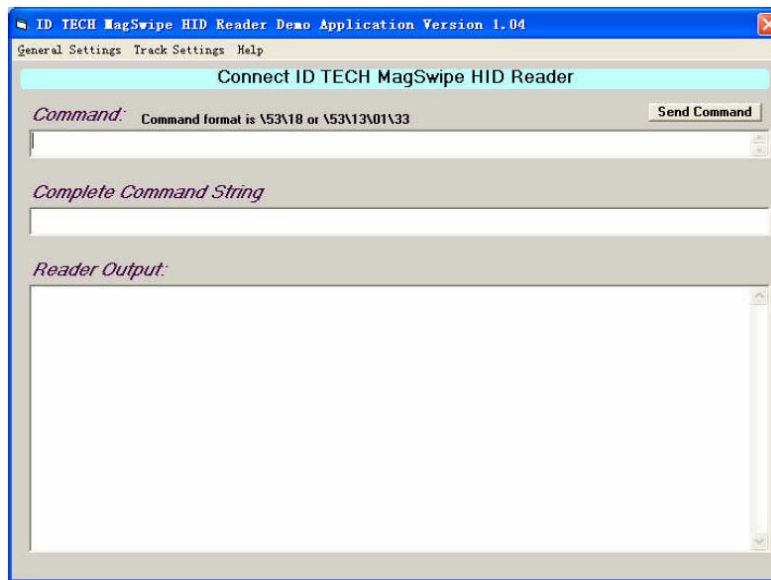 ID TECH MagSwipe HID Reader Demo Application Version 1.04
General Settings Track Settings Help
Connect ID TECH MagSwipe HID Reader
Command: Command format is \53\18 or \53\13\01\33 Send Command
Complete Command String
Reader Output: